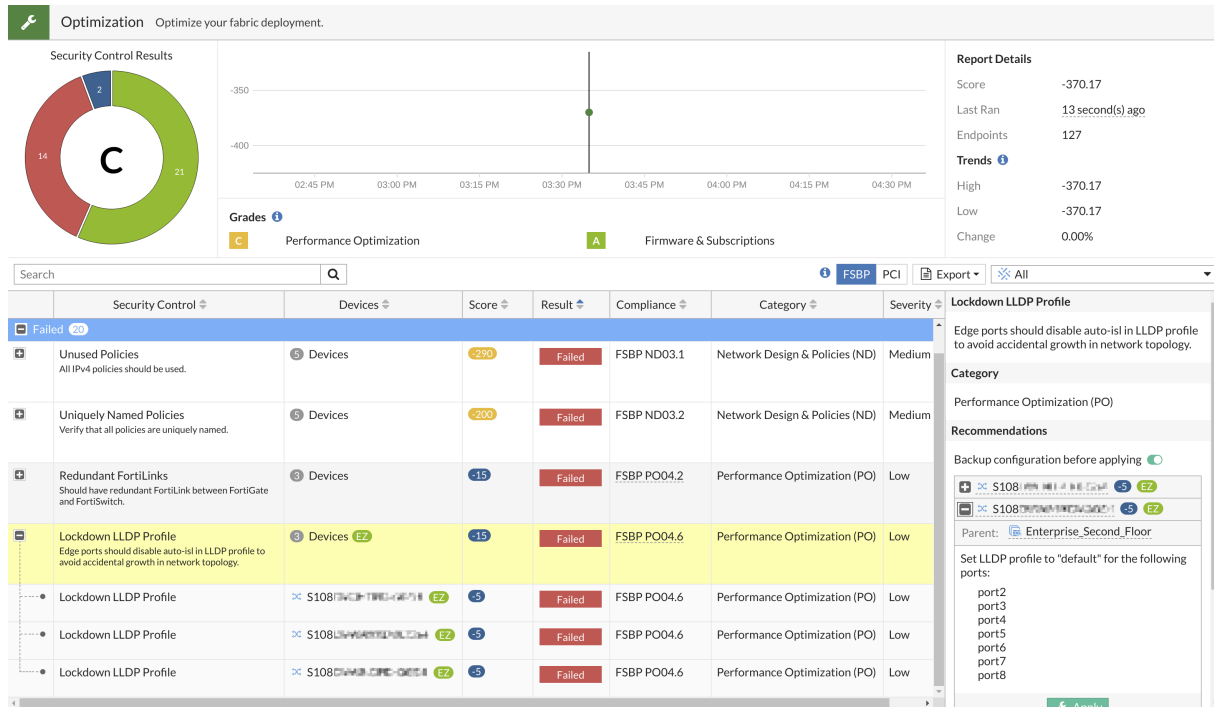 Optimization Optimize your fabric deployment.
Security Control Results
2
14
C
21
-350
-400
02:45 PM 03:00 PM 03:15 PM 03:30 PM 03:45 PM 04:00 PM 04:15 PM 04:30 PM
Grades
C Performance Optimization A Firmware & Subscriptions
Report Details
Score -370.17
Last Ran 13 second(s) ago
Endpoints 127
Trends
High -370.17
Low -370.17
Change 0.00%
Search FSBP PCI Export All
Security Control Devices Score Result Compliance Category Severity
Failed 20
Unused Policies 5 Devices -290 Failed FSBP ND03.1 Network Design & Policies (ND) Medium
All IPv4 policies should be used.
Uniquely Named Policies 5 Devices -200 Failed FSBP ND03.2 Network Design & Policies (ND) Medium
Verify that all policies are uniquely named.
Redundant FortiLinks 3 Devices -15 Failed FSBP PO04.2 Performance Optimization (PO) Low
Should have redundant FortiLink between FortiGate
and FortiSwitch.
Lockdown LLDP Profile 3 Devices EZ -15 Failed FSBP PO04.6 Performance Optimization (PO) Low
Edge ports should disable auto-isl in LLDP profile to
avoid accidental growth in network topology.
Lockdown LLDP Profile S108 EZ -5 Failed FSBP PO04.6 Performance Optimization (PO) Low
Lockdown LLDP Profile S108 EZ -5 Failed FSBP PO04.6 Performance Optimization (PO) Low
Lockdown LLDP Profile S108 EZ -5 Failed FSBP PO04.6 Performance Optimization (PO) Low
Lockdown LLDP Profile
Edge ports should disable auto-isl in LLDP profile
to avoid accidental growth in network topology.
Category
Performance Optimization (PO)
Recommendations
Backup configuration before applying
S108 -5 EZ
S108 -5 EZ
Parent: Enterprise_Second_Floor
Set LLDP profile to "default" for the following
ports:
port2
port3
port4
port5
port6
port7
port8
Apply